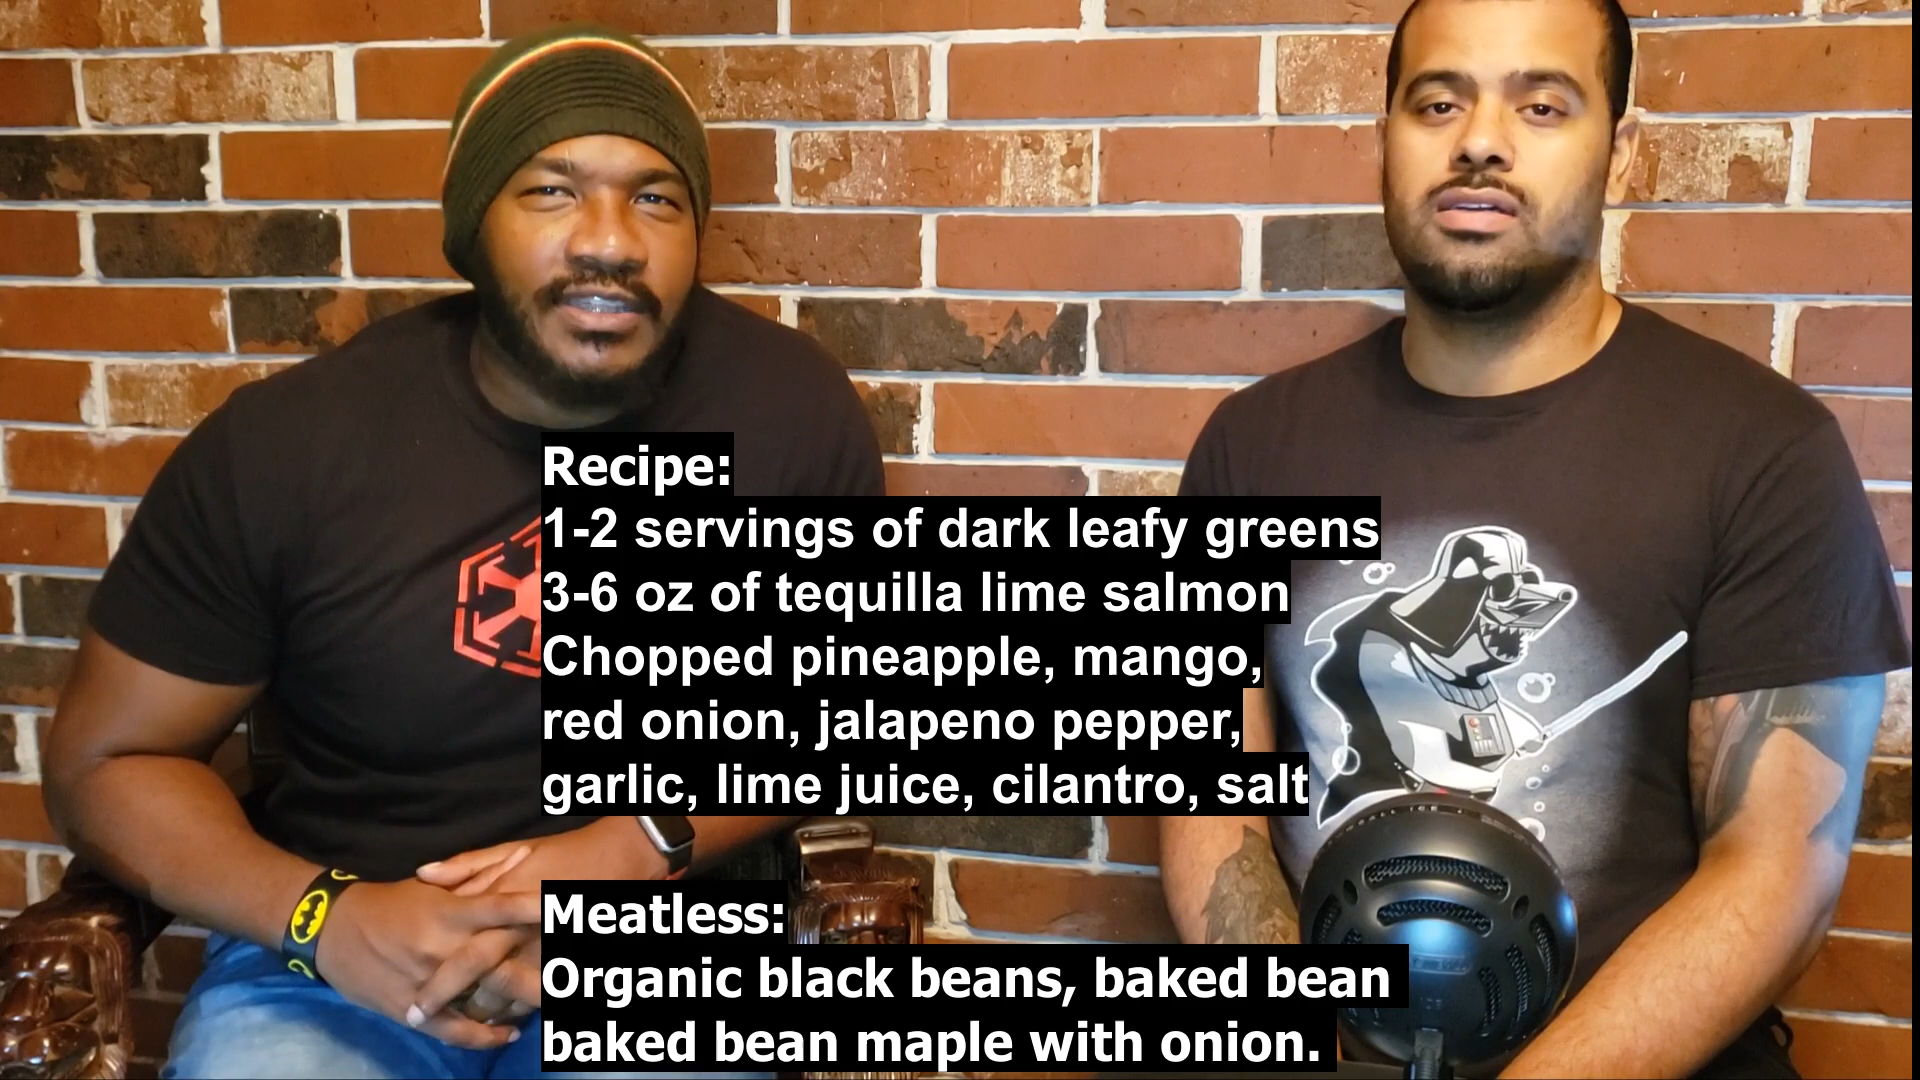 Recipe:
1-2 servings of dark leafy greens
3-6 oz of tequilla lime salmon
Chopped pineapple, mango,
red onion, jalapeno pepper,
garlic, lime juice, cilantro, salt
Meatless:
Organic black beans, baked bean
baked bean maple with onion.